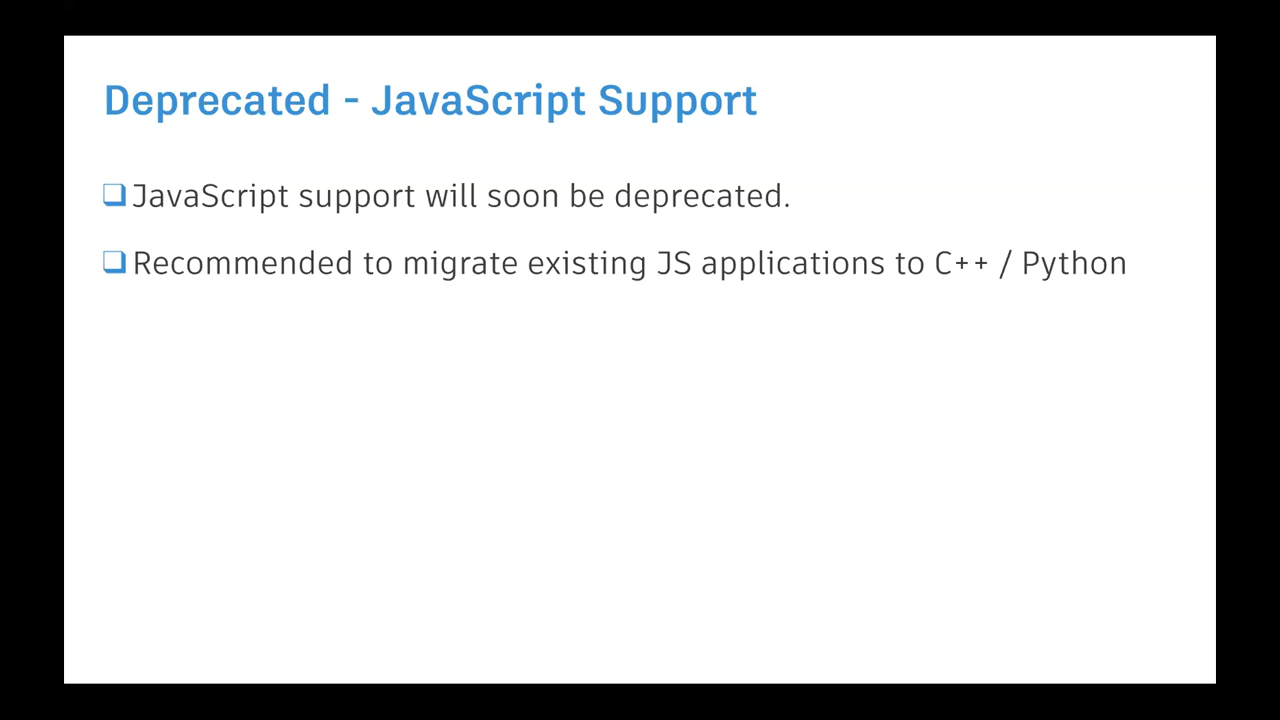 Deprecated - JavaScript Support
JavaScript support will soon be deprecated.
Recommended to migrate existing JS applications to C++ / Python